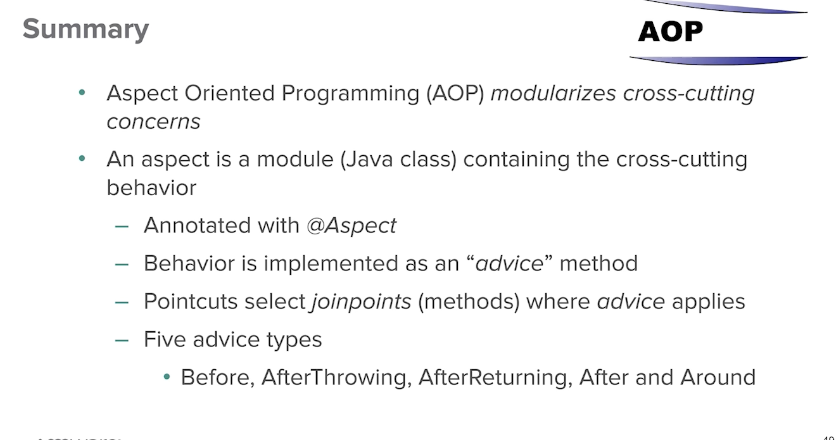 Summary
AOP
• Aspect Oriented Programming (AOP) modularizes cross-cutting
concerns
• An aspect is a module (Java class) containing the cross-cutting
behavior
– Annotated with @Aspect
– Behavior is implemented as an “advice” method
– Pointcuts select joinpoints (methods) where advice applies
– Five advice types
• Before, AfterThrowing, AfterReturning, After and Around